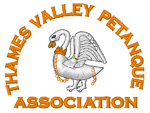 THAMES VALLEY PETANQUE
ASSOCIATION